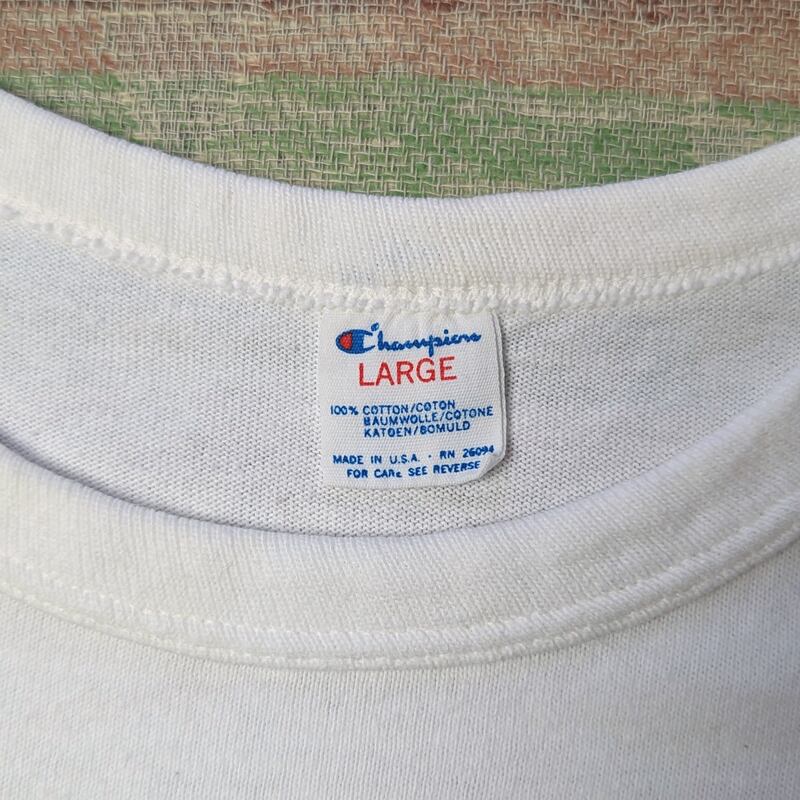 Champion
LARGE
100% COTTON/COTON
BAUMWOLLE/COTONE
KATOEN/BOMULD
MADE IN U.S.A. · RN 26094
FOR CARE SEE REVERSE